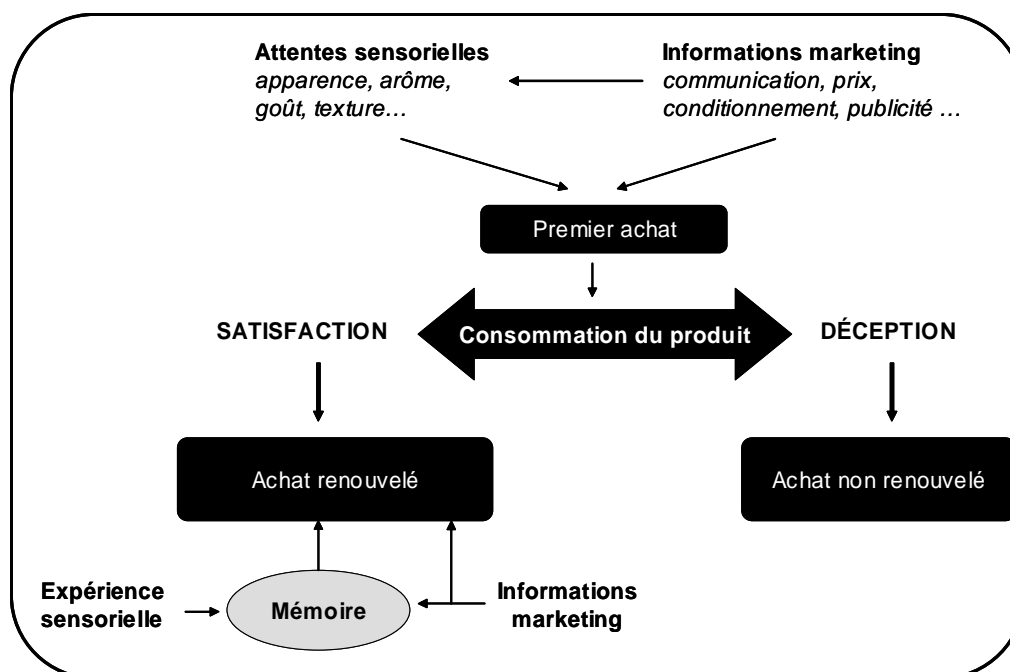 Attentes sensorielles
apparence, arôme,
goût, texture…
Informations marketing
communication, prix,
conditionnement, publicité …
Premier achat
SATISFACTION
Consommation du produit
DÉCEPTION
Achat renouvelé
Achat non renouvelé
Expérience
sensorielle
Mémoire
Informations
marketing